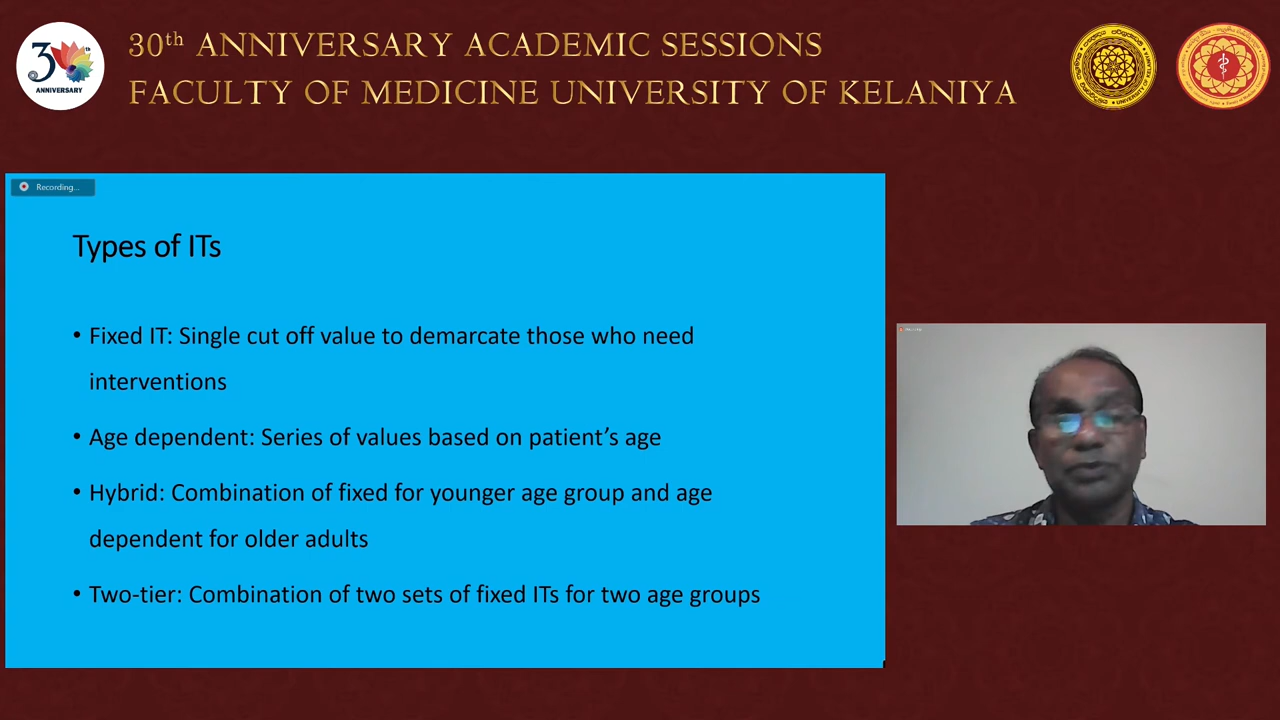 30th ANNIVERSARY ACADEMIC SESSIONS
FACULTY OF MEDICINE UNIVERSITY OF KELANIYA
30th
ANNIVERSARY
Recording...
Types of ITs
• Fixed IT: Single cut off value to demarcate those who need
interventions
• Age dependent: Series of values based on patient’s age
• Hybrid: Combination of fixed for younger age group and age
dependent for older adults
• Two-tier: Combination of two sets of fixed ITs for two age groups